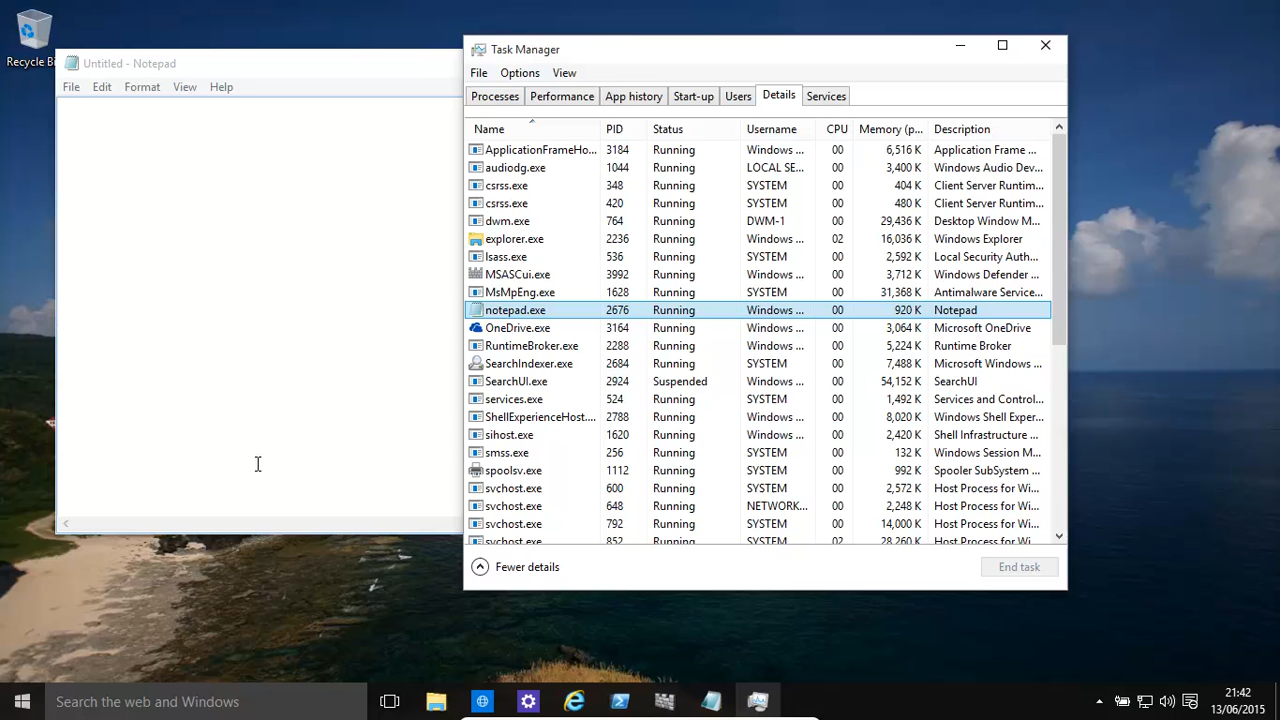 Recycle Bi
Untitled - Notepad
File Edit Format View Help
Task Manager
File Options View
Processes Performance App history Start-up Users Details Services
Name PID Status Username CPU Memory (p... Description
ApplicationFrameHo... 3184 Running Windows ... 00 6,516 K Application Frame ...
audiodg.exe 1044 Running LOCAL SE... 00 3,400 K Windows Audio Dev...
csrss.exe 348 Running SYSTEM 00 404 K Client Server Runtim...
csrss.exe 420 Running SYSTEM 00 480 K Client Server Runtim...
dwm.exe 764 Running DWM-1 00 29,436 K Desktop Window M...
explorer.exe 2236 Running Windows ... 02 16,036 K Windows Explorer
lsass.exe 536 Running SYSTEM 00 2,592 K Local Security Auth...
MSASCui.exe 3992 Running Windows ... 00 3,712 K Windows Defender ...
MsMpEng.exe 1628 Running SYSTEM 00 31,368 K Antimalware Service...
notepad.exe 2676 Running Windows ... 00 920 K Notepad
OneDrive.exe 3164 Running Windows ... 00 3,064 K Microsoft OneDrive
RuntimeBroker.exe 2288 Running Windows ... 00 5,224 K Runtime Broker
SearchIndexer.exe 2684 Running SYSTEM 00 7,488 K Microsoft Windows ...
SearchUI.exe 2924 Suspended Windows ... 00 54,152 K SearchUI
services.exe 524 Running SYSTEM 00 1,492 K Services and Control...
ShellExperienceHost.... 2788 Running Windows ... 00 8,020 K Windows Shell Exper...
sihost.exe 1620 Running Windows ... 00 2,420 K Shell Infrastructure ...
smss.exe 256 Running SYSTEM 00 132 K Windows Session M...
spoolsv.exe 1112 Running SYSTEM 00 992 K Spooler SubSystem ...
svchost.exe 600 Running SYSTEM 00 2,572 K Host Process for Wi...
svchost.exe 648 Running NETWORK... 00 2,248 K Host Process for Wi...
svchost.exe 792 Running SYSTEM 00 14,000 K Host Process for Wi...
svchost.exe 852 Running SYSTEM 02 28,260 K Host Process for Wi...
Fewer details
End task
Search the web and Windows
21:42
13/06/2015